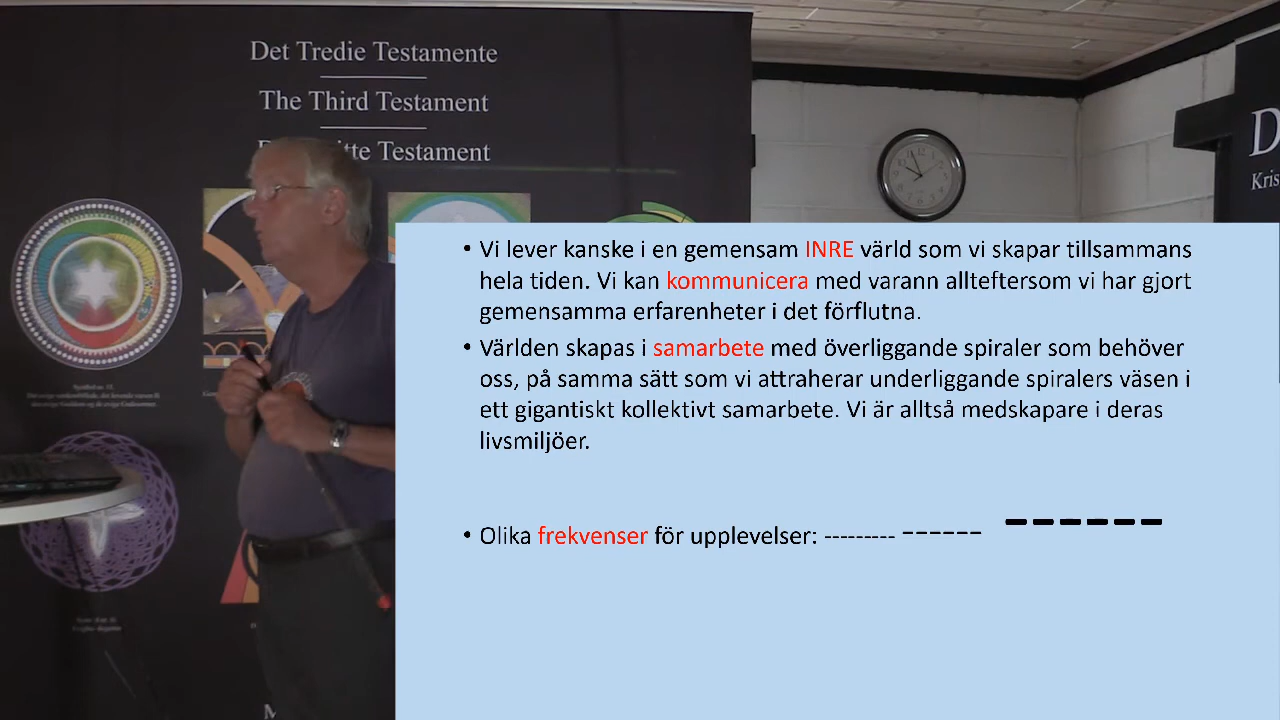 Det Tredie Testamente
The Third Testament
tte Testament
D
Kris
• Vi lever kanske i en gemensam INRE värld som vi skapar tillsammans
hela tiden. Vi kan kommunicera med varann allteftersom vi har gjort
gemensamma erfarenheter i det förflutna.
• Världen skapas i samarbete med överliggande spiraler som behöver
oss, på samma sätt som vi attraherar underliggande spiralers väsen i
ett gigantiskt kollektivt samarbete. Vi är alltså medskapare i deras
livsmiljöer.
• Olika frekvenser för upplevelser: --------- ------ ------